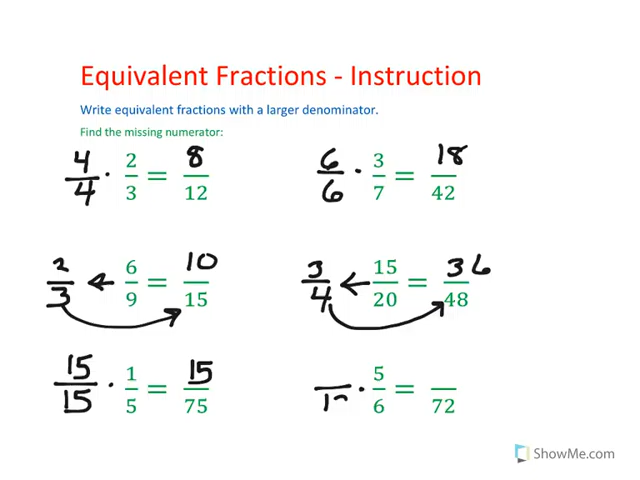 Equivalent Fractions - Instruction
Write equivalent fractions with a larger denominator.
Find the missing numerator:
4/4 · 2/3 = 8/12
6/6 · 3/7 = 18/42
2/3 ← 6/9 = 10/15
3/4 ← 15/20 = 36/48
15/15 · 1/5 = 15/75
· 5/6 = /72
ShowMe.com